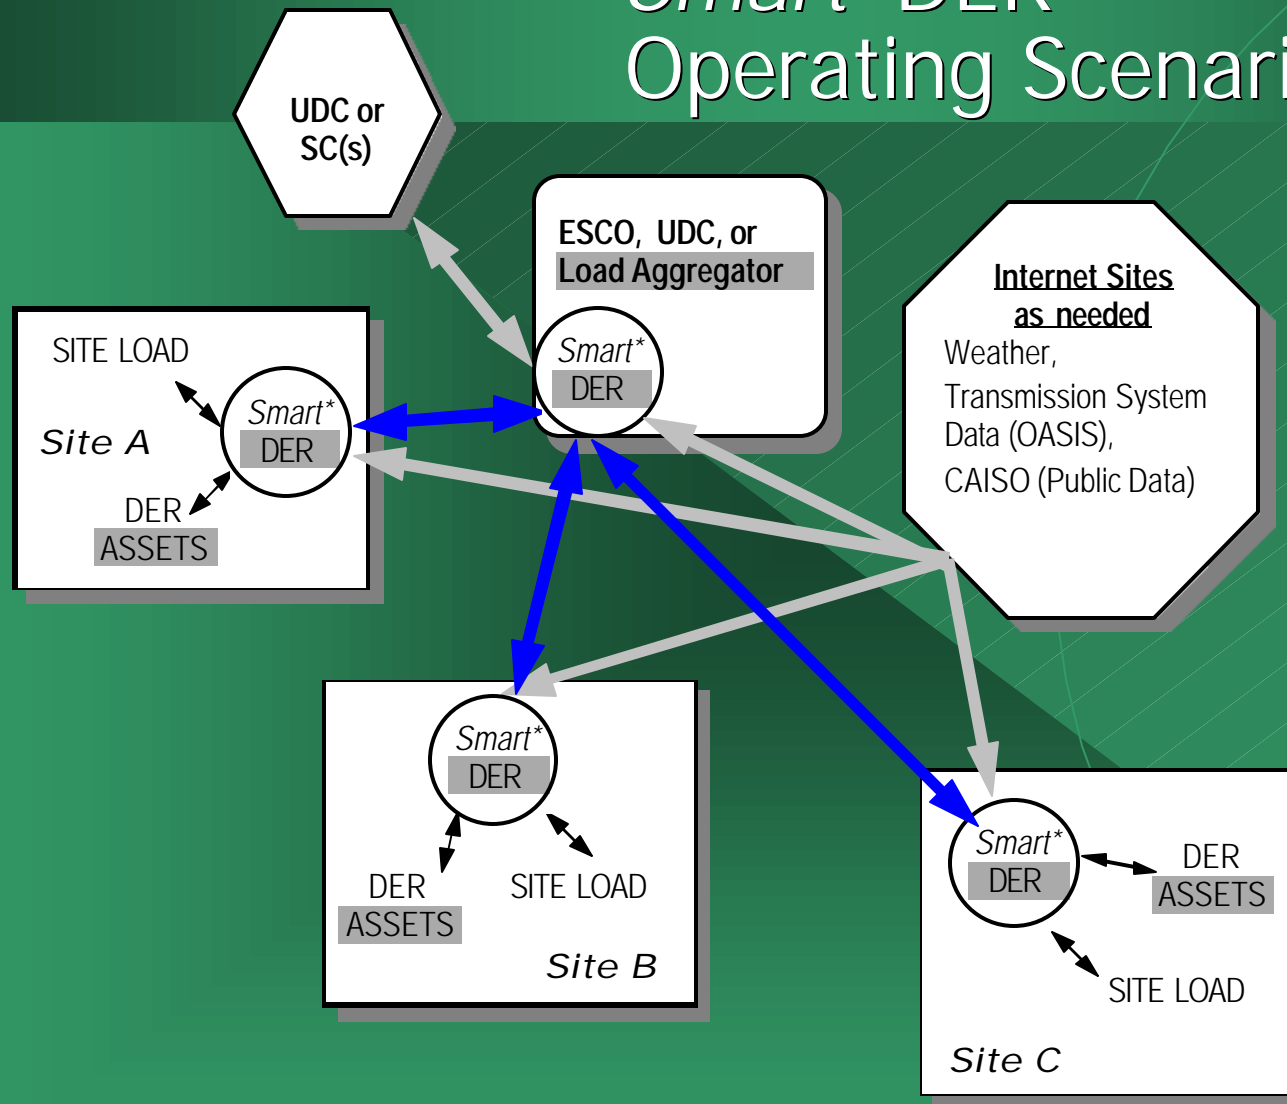 Smart* DER
Operating Scenari
UDC or
SC(s)
ESCO, UDC, or
Load Aggregator
Smart*
DER
Internet Sites
as needed
Weather,
Transmission System
Data (OASIS),
CAISO (Public Data)
SITE LOAD
Smart*
DER
Site A
DER
ASSETS
Smart*
DER
DER
ASSETS
SITE LOAD
Site B
Smart*
DER
DER
ASSETS
SITE LOAD
Site C